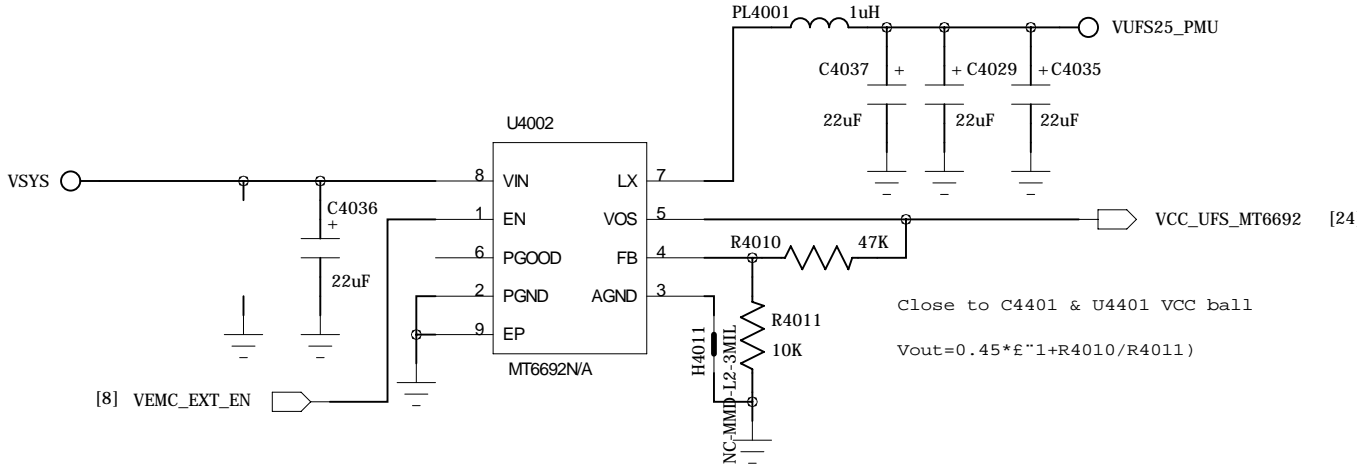 PL4001 1uH
VUFS25_PMU
C4037 + + C4029 + C4035
22uF 22uF 22uF
U4002
VSYS
8 VIN LX 7
C4036
+
22uF
1 EN VOS 5
VCC_UFS_MT6692 [24
R4010 47K
6 PGOOD FB 4
2 PGND AGND 3
9 EP
MT6692N/A
H4011
NC-MMD-L2-3MIL
R4011
10K
Close to C4401 & U4401 VCC ball
Vout=0.45*£¨1+R4010/R4011)
[8] VEMC_EXT_EN